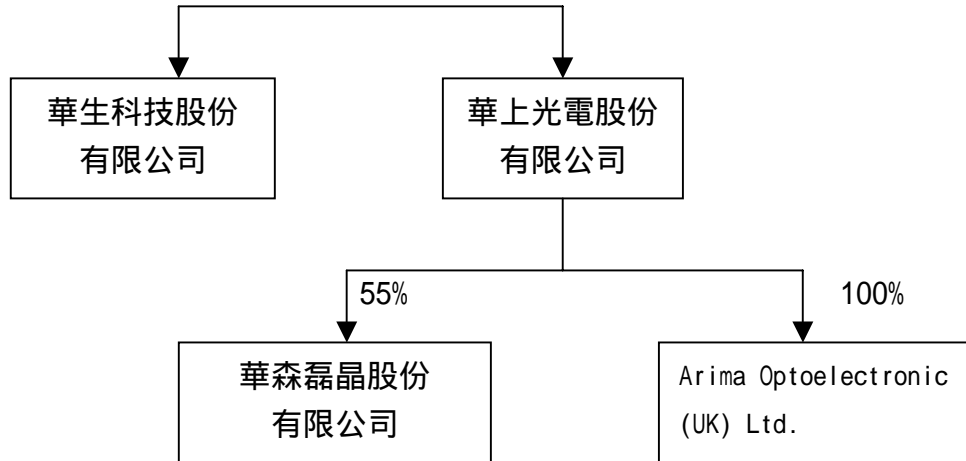 華生科技股份
有限公司
華上光電股份
有限公司
55%
100%
華森磊晶股份
有限公司
Arima Optoelectronic
(UK) Ltd.